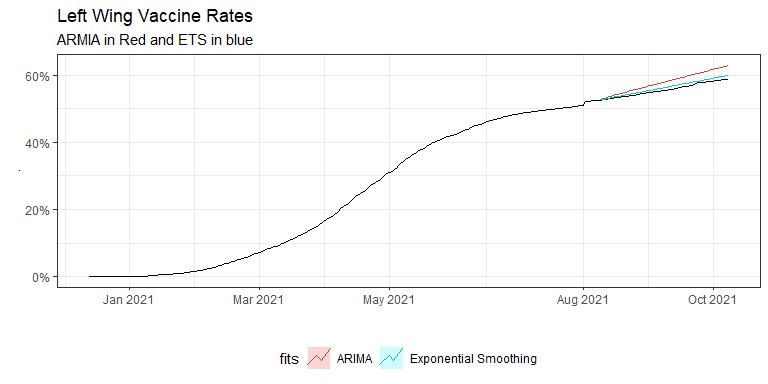 Left Wing Vaccine Rates
ARMIA in Red and ETS in blue
60%
40%
20%
0%
.
Jan 2021 Mar 2021 May 2021 Aug 2021 Oct 2021
fits ARIMA Exponential Smoothing